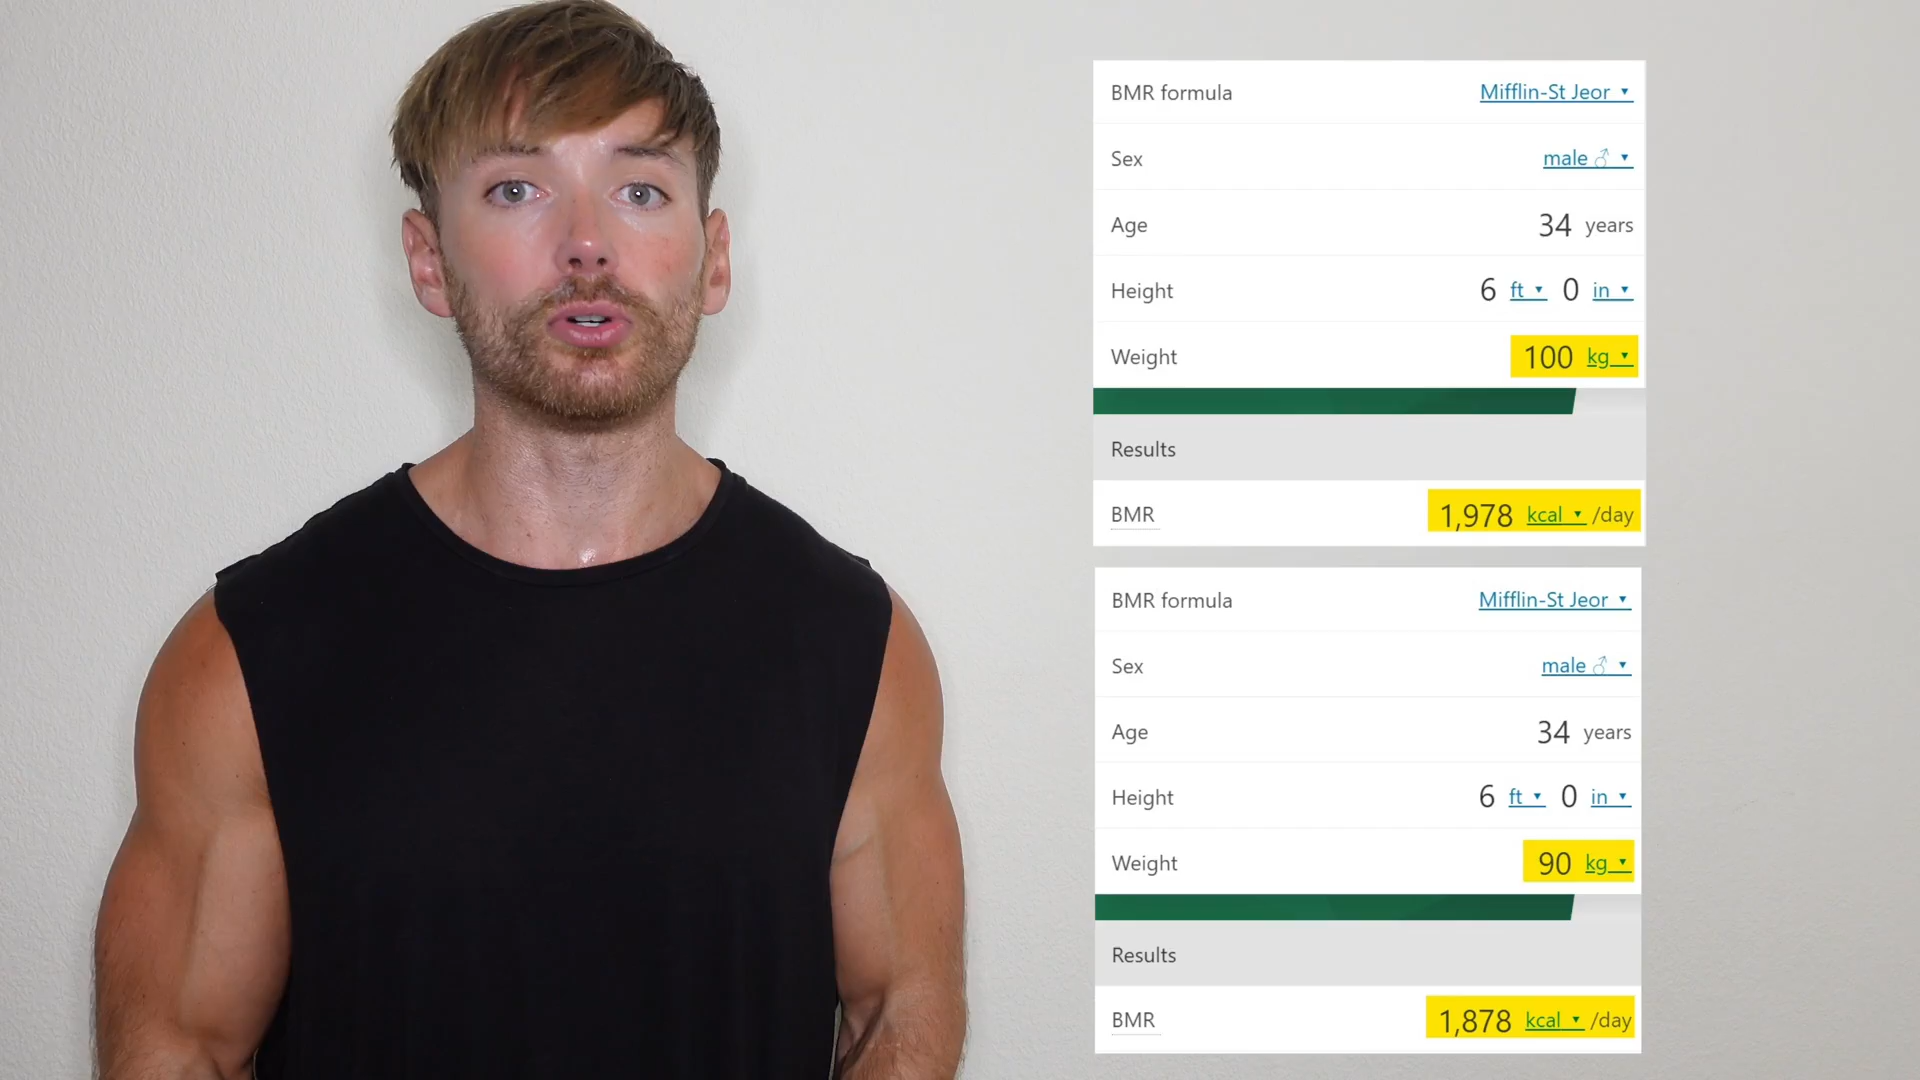 BMR formula Mifflin-St Jeor
Sex male ♂
Age 34 years
Height 6 ft 0 in
Weight 100 kg
Results
BMR 1,978 kcal /day
BMR formula Mifflin-St Jeor
Sex male ♂
Age 34 years
Height 6 ft 0 in
Weight 90 kg
Results
BMR 1,878 kcal /day